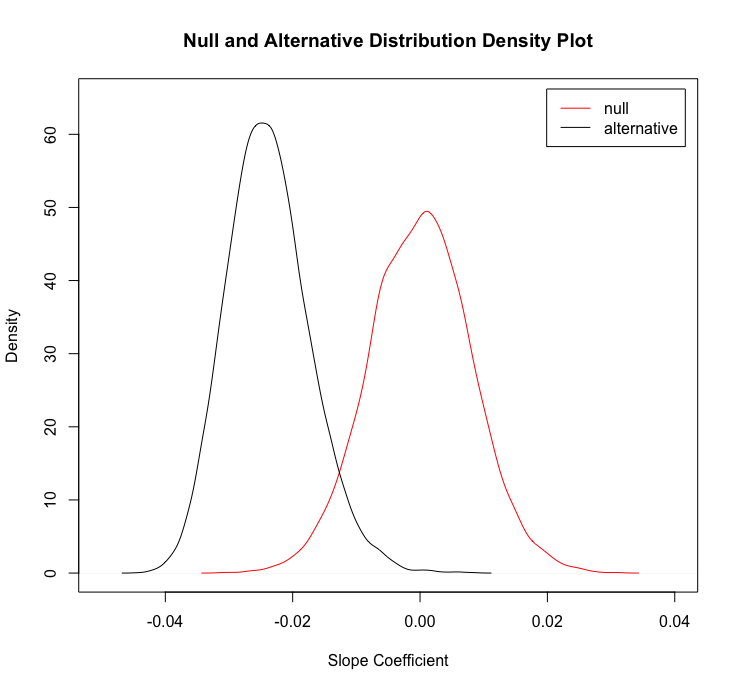 Null and Alternative Distribution Density Plot
null
alternative
60
50
40
30
20
10
0
Density
-0.04
-0.02
0.00
0.02
0.04
Slope Coefficient